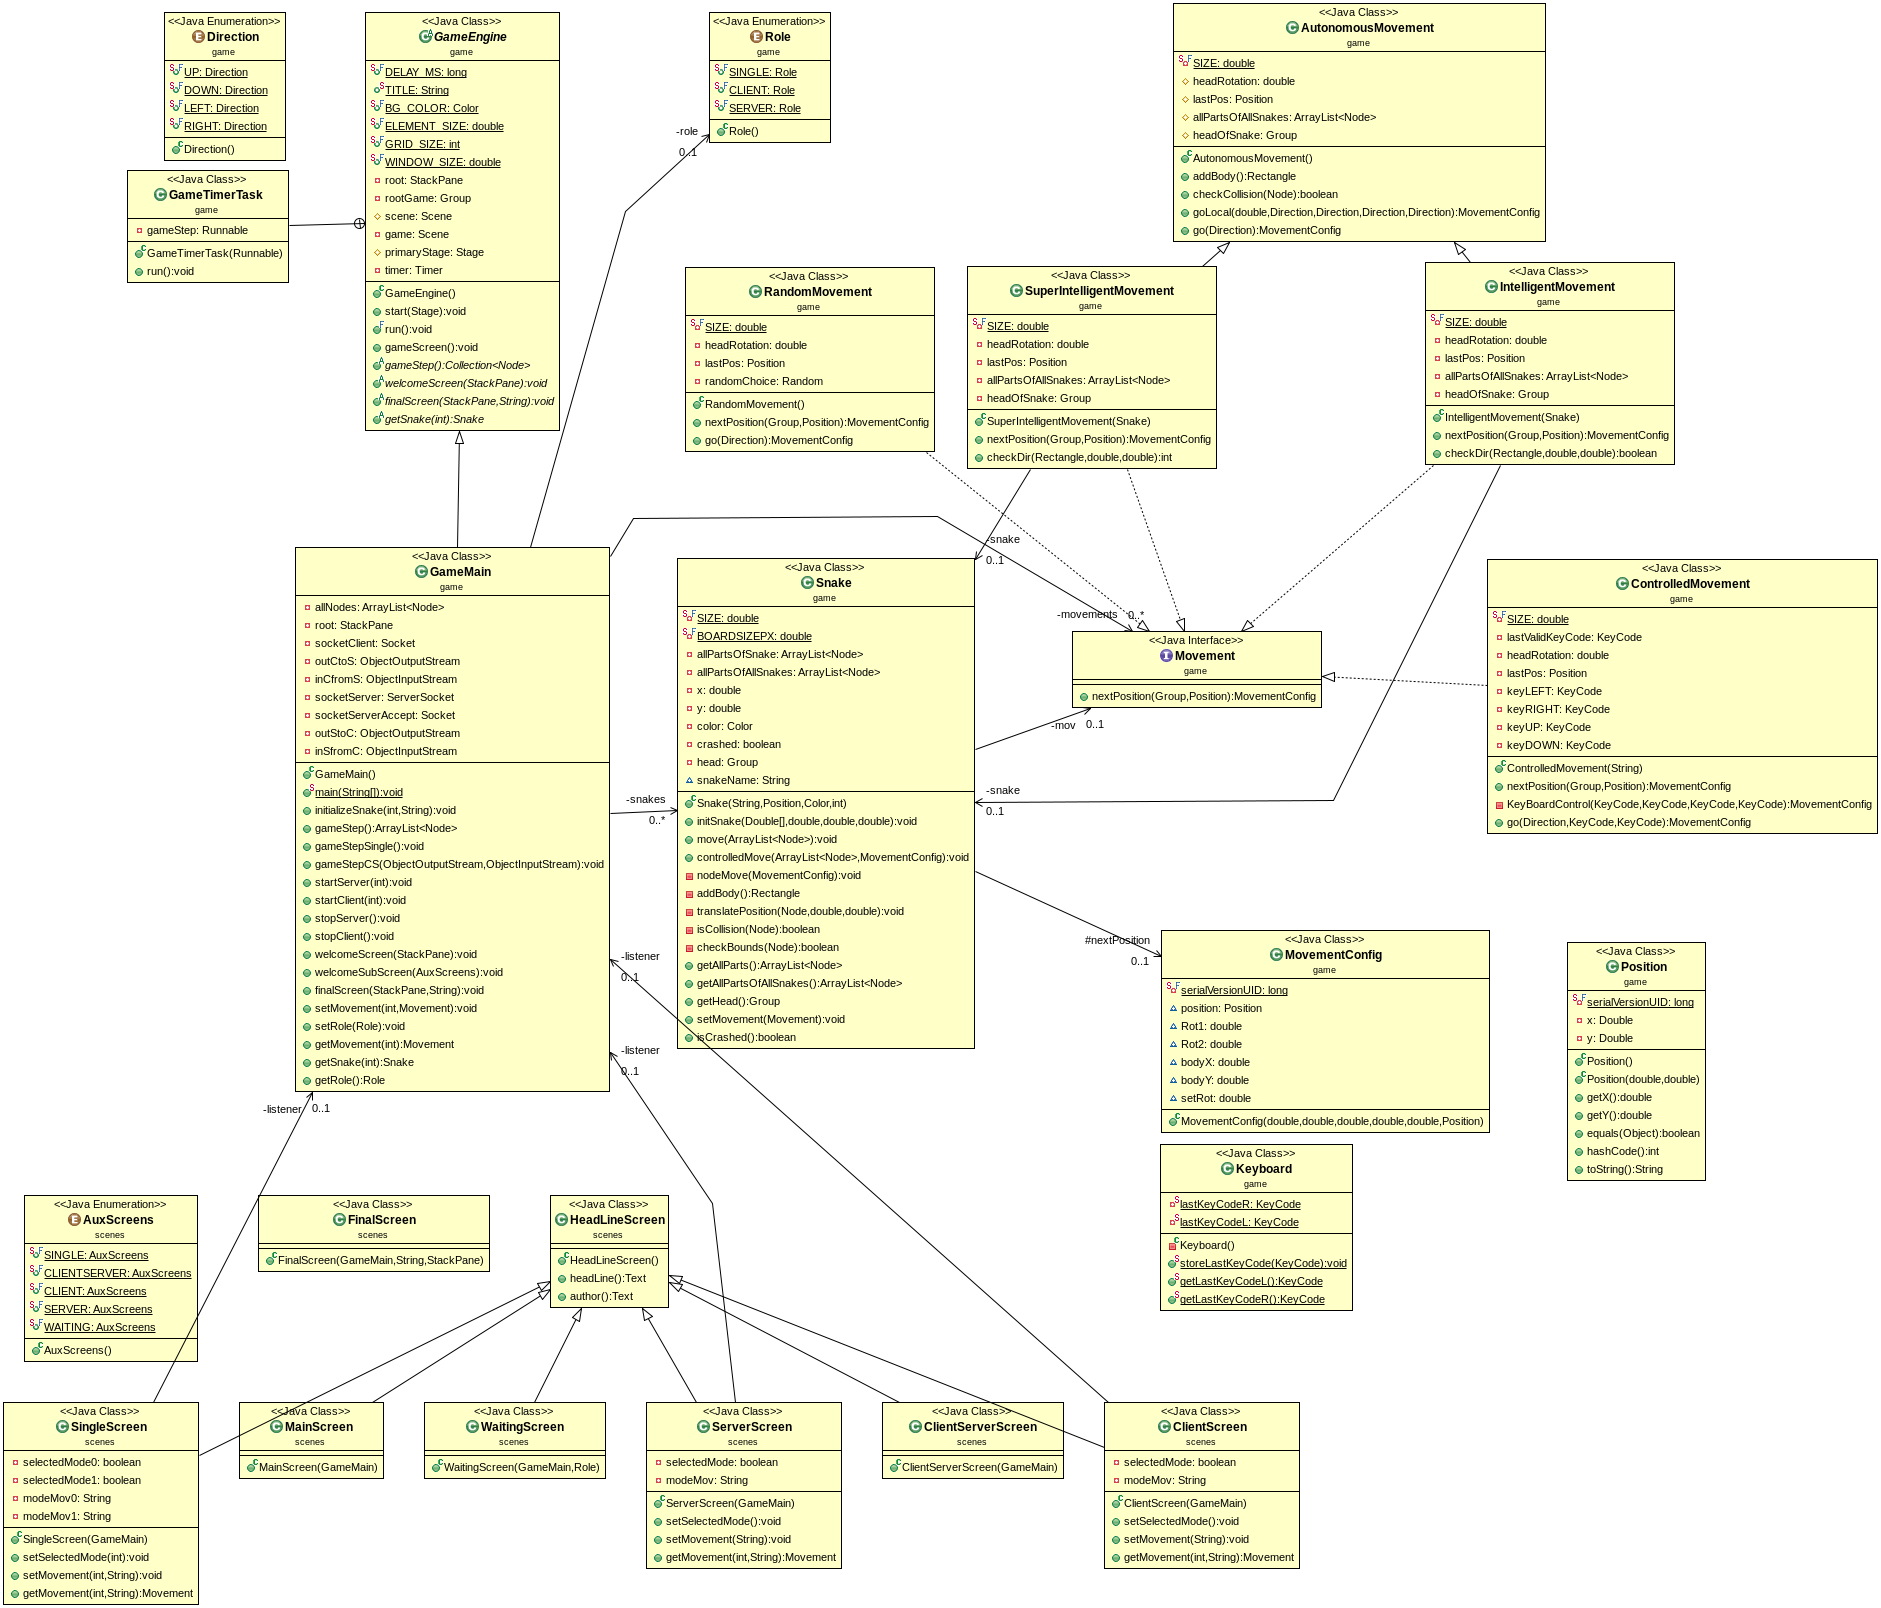 <<Java Enumeration>>
Direction
game
UP: Direction
DOWN: Direction
LEFT: Direction
RIGHT: Direction
Direction()
<<Java Class>>
GameEngine
game
DELAY_MS: long
TITLE: String
BG_COLOR: Color
ELEMENT_SIZE: double
GRID_SIZE: int
WINDOW_SIZE: double
root: StackPane
rootGame: Group
scene: Scene
game: Scene
primaryStage: Stage
timer: Timer
GameEngine()
start(Stage):void
run():void
gameScreen():void
gameStep():Collection<Node>
welcomeScreen(StackPane):void
finalScreen(StackPane,String):void
getSnake(int):Snake
<<Java Enumeration>>
Role
game
SINGLE: Role
CLIENT: Role
SERVER: Role
Role()
-role
0..1
<<Java Class>>
AutonomousMovement
game
SIZE: double
headRotation: double
lastPos: Position
allPartsOfAllSnakes: ArrayList<Node>
headOfSnake: Group
AutonomousMovement()
addBody():Rectangle
checkCollision(Node):boolean
goLocal(double,Direction,Direction,Direction,Direction):MovementConfig
go(Direction):MovementConfig
<<Java Class>>
GameTimerTask
game
gameStep: Runnable
GameTimerTask(Runnable)
run():void
<<Java Class>>
RandomMovement
game
SIZE: double
headRotation: double
lastPos: Position
randomChoice: Random
RandomMovement()
nextPosition(Group,Position):MovementConfig
go(Direction):MovementConfig
<<Java Class>>
SuperIntelligentMovement
game
SIZE: double
headRotation: double
lastPos: Position
allPartsOfAllSnakes: ArrayList<Node>
headOfSnake: Group
SuperIntelligentMovement(Snake)
nextPosition(Group,Position):MovementConfig
checkDir(Rectangle,double,double):int
<<Java Class>>
IntelligentMovement
game
SIZE: double
headRotation: double
lastPos: Position
allPartsOfAllSnakes: ArrayList<Node>
headOfSnake: Group
IntelligentMovement(Snake)
nextPosition(Group,Position):MovementConfig
checkDir(Rectangle,double,double):boolean
<<Java Class>>
GameMain
game
allNodes: ArrayList<Node>
root: StackPane
socketClient: Socket
outCtoS: ObjectOutputStream
inCfromS: ObjectInputStream
socketServer: ServerSocket
socketServerAccept: Socket
outStoC: ObjectOutputStream
inSfromC: ObjectInputStream
GameMain()
main(String[]):void
initializeSnake(int,String):void
gameStep():ArrayList<Node>
gameStepSingle():void
gameStepCS(ObjectOutputStream,ObjectInputStream):void
startServer(int):void
startClient(int):void
stopServer():void
stopClient():void
welcomeScreen(StackPane):void
welcomeSubScreen(AuxScreens):void
finalScreen(StackPane,String):void
setMovement(int,Movement):void
setRole(Role):void
getMovement(int):Movement
getSnake(int):Snake
getRole():Role
-snakes
0..*
<<Java Class>>
Snake
game
SIZE: double
BOARDSIZEPX: double
allPartsOfSnake: ArrayList<Node>
allPartsOfAllSnakes: ArrayList<Node>
x: double
y: double
color: Color
crashed: boolean
head: Group
snakeName: String
Snake(String,Position,Color,int)
initSnake(Double[],double,double,double):void
move(ArrayList<Node>):void
controlledMove(ArrayList<Node>,MovementConfig):void
nodeMove(MovementConfig):void
addBody():Rectangle
translatePosition(Node,double,double):void
isCollision(Node):boolean
checkBounds(Node):boolean
getAllParts():ArrayList<Node>
getAllPartsOfAllSnakes():ArrayList<Node>
getHead():Group
setMovement(Movement):void
isCrashed():boolean
-snake
0..1
-movements
0..*
<<Java Interface>>
Movement
game
nextPosition(Group,Position):MovementConfig
-mov
0..1
-snake
0..1
<<Java Class>>
ControlledMovement
game
SIZE: double
lastValidKeyCode: KeyCode
headRotation: double
lastPos: Position
keyLEFT: KeyCode
keyRIGHT: KeyCode
keyUP: KeyCode
keyDOWN: KeyCode
ControlledMovement(String)
nextPosition(Group,Position):MovementConfig
KeyBoardControl(KeyCode,KeyCode,KeyCode,KeyCode):MovementConfig
go(Direction,KeyCode,KeyCode):MovementConfig
#nextPosition
0..1
<<Java Class>>
MovementConfig
game
serialVersionUID: long
position: Position
Rot1: double
Rot2: double
bodyX: double
bodyY: double
setRot: double
MovementConfig(double,double,double,double,double,Position)
<<Java Class>>
Position
game
serialVersionUID: long
x: Double
y: Double
Position()
Position(double,double)
getX():double
getY():double
equals(Object):boolean
hashCode():int
toString():String
-listener
0..1
-listener
0..1
-listener
0..1
<<Java Class>>
Keyboard
game
lastKeyCodeR: KeyCode
lastKeyCodeL: KeyCode
Keyboard()
storeLastKeyCode(KeyCode):void
getLastKeyCodeL():KeyCode
getLastKeyCodeR():KeyCode
<<Java Enumeration>>
AuxScreens
scenes
SINGLE: AuxScreens
CLIENTSERVER: AuxScreens
CLIENT: AuxScreens
SERVER: AuxScreens
WAITING: AuxScreens
AuxScreens()
<<Java Class>>
FinalScreen
scenes
FinalScreen(GameMain,String,StackPane)
<<Java Class>>
HeadLineScreen
scenes
HeadLineScreen()
headLine():Text
author():Text
<<Java Class>>
SingleScreen
scenes
selectedMode0: boolean
selectedMode1: boolean
modeMov0: String
modeMov1: String
SingleScreen(GameMain)
setSelectedMode(int):void
setMovement(int,String):void
getMovement(int,String):Movement
<<Java Class>>
MainScreen
scenes
MainScreen(GameMain)
<<Java Class>>
WaitingScreen
scenes
WaitingScreen(GameMain,Role)
<<Java Class>>
ServerScreen
scenes
selectedMode: boolean
modeMov: String
ServerScreen(GameMain)
setSelectedMode():void
setMovement(String):void
getMovement(int,String):Movement
<<Java Class>>
ClientServerScreen
scenes
ClientServerScreen(GameMain)
<<Java Class>>
ClientScreen
scenes
selectedMode: boolean
modeMov: String
ClientScreen(GameMain)
setSelectedMode():void
setMovement(String):void
getMovement(int,String):Movement